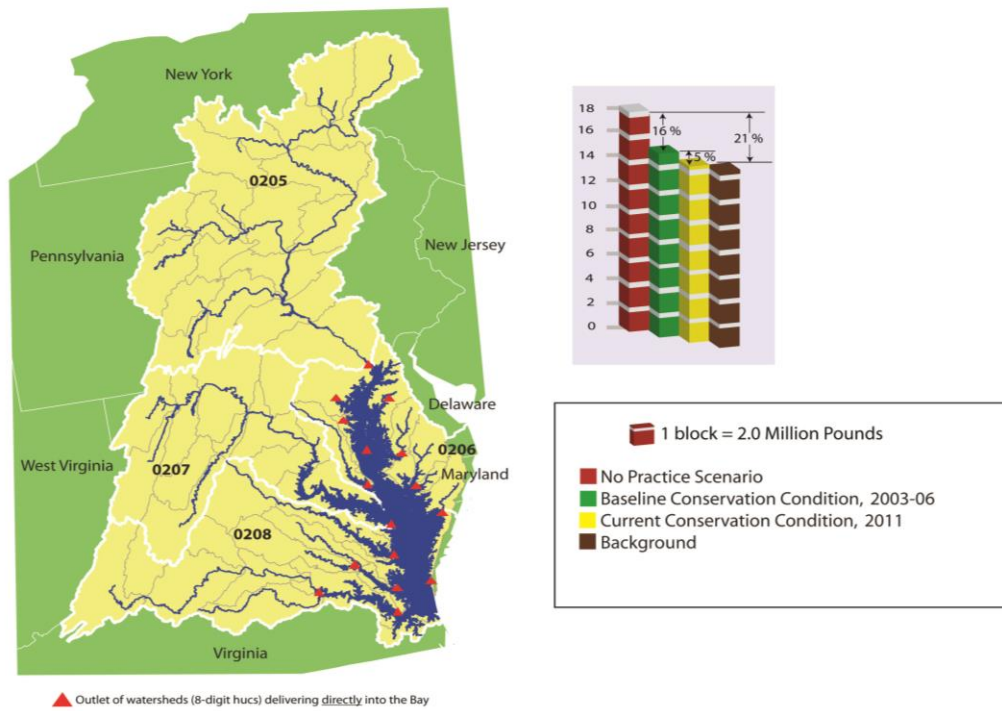 New York
0205
Pennsylvania
New Jersey
Delaware
0206
Maryland
West Virginia
0207
0208
Virginia
Outlet of watersheds (8-digit hucs) delivering directly into the Bay
18
16
14
12
10
8
6
4
2
0
16 %
5 %
21 %
1 block = 2.0 Million Pounds
No Practice Scenario
Baseline Conservation Condition, 2003-06
Current Conservation Condition, 2011
Background